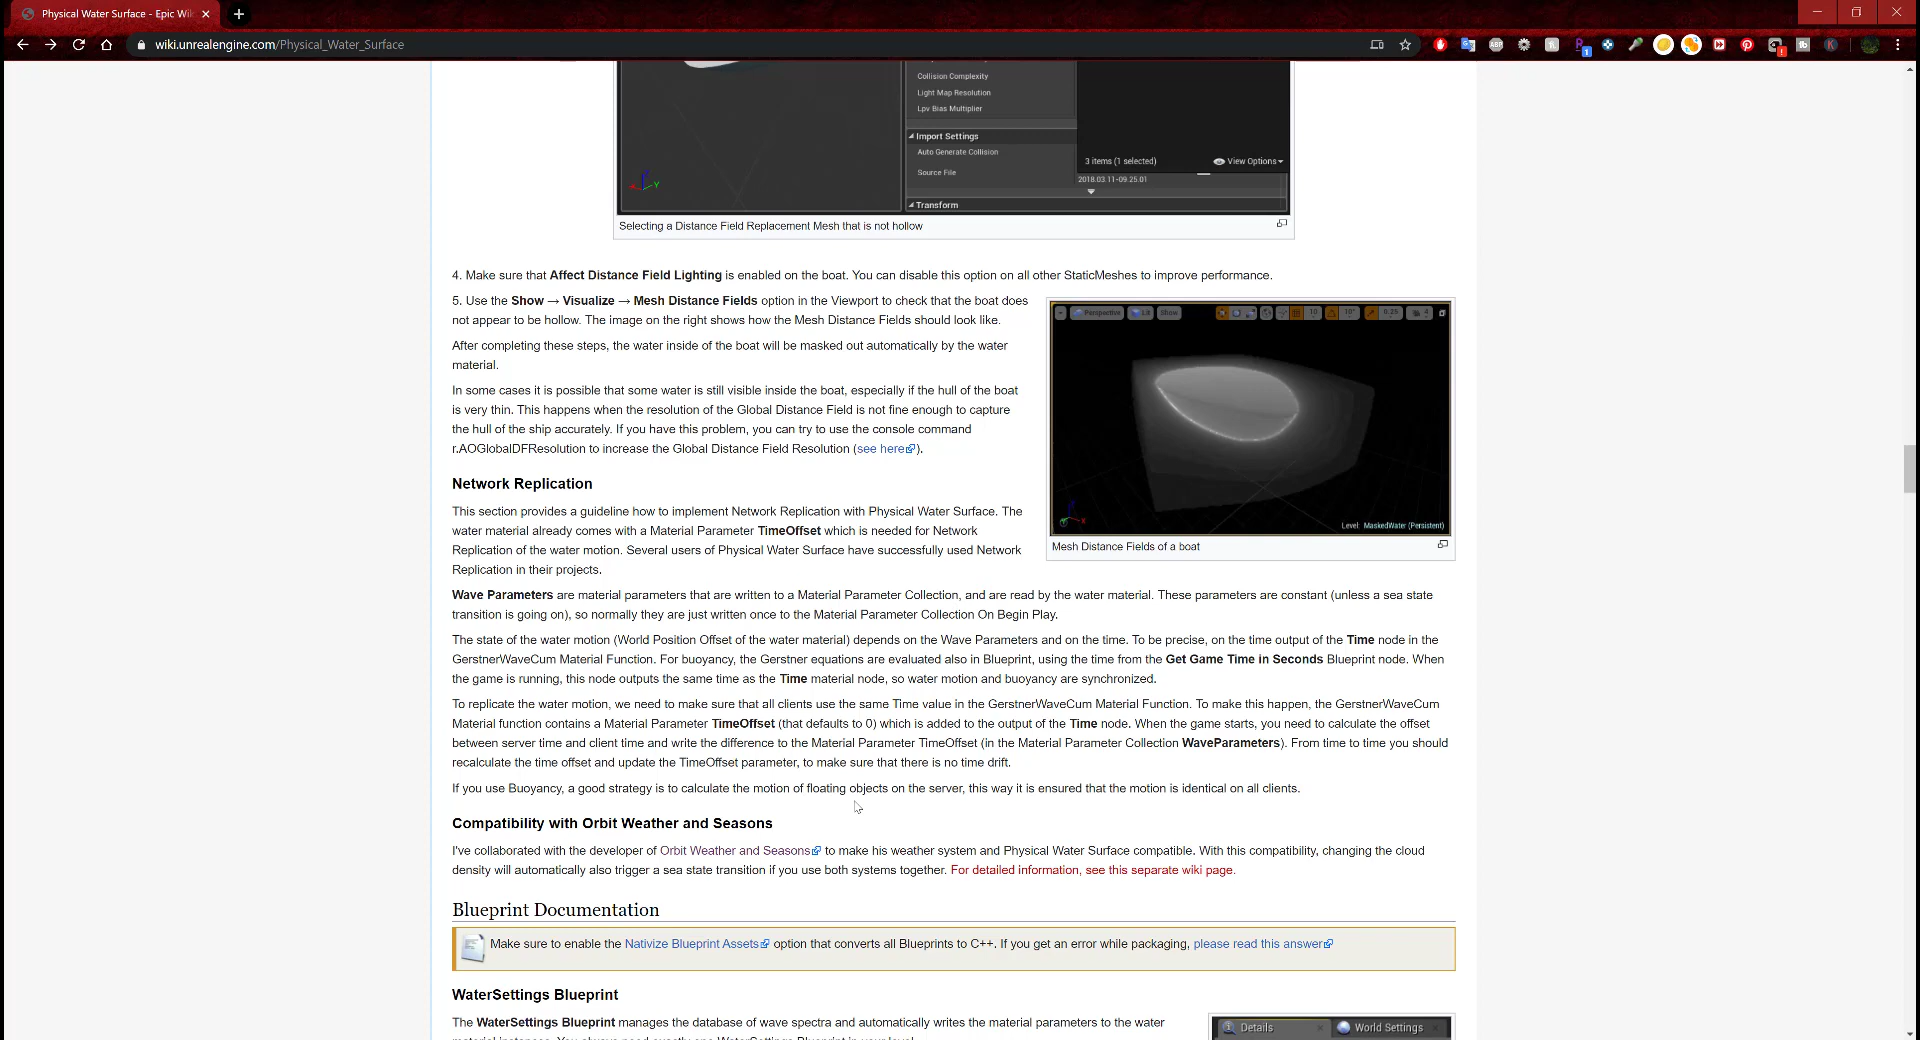 Physical Water Surface - Epic Wik
wiki.unrealengine.com/Physical_Water_Surface
Collision Complexity
Light Map Resolution
Lpv Bias Multiplier
Import Settings
Auto Generate Collision
Source File
3 items (1 selected)
View Options
2018.03.11-09.25.01
Transform
Selecting a Distance Field Replacement Mesh that is not hollow
4. Make sure that Affect Distance Field Lighting is enabled on the boat. You can disable this option on all other StaticMeshes to improve performance.
5. Use the Show → Visualize → Mesh Distance Fields option in the Viewport to check that the boat does
not appear to be hollow. The image on the right shows how the Mesh Distance Fields should look like.
After completing these steps, the water inside of the boat will be masked out automatically by the water
material.
In some cases it is possible that some water is still visible inside the boat, especially if the hull of the boat
is very thin. This happens when the resolution of the Global Distance Field is not fine enough to capture
the hull of the ship accurately. If you have this problem, you can try to use the console command
r.AOGlobalDFResolution to increase the Global Distance Field Resolution (see here).
Perspective Lit Show 10 10° 0.25 4
Level: MaskedWater (Persistent)
Mesh Distance Fields of a boat
Network Replication
This section provides a guideline how to implement Network Replication with Physical Water Surface. The
water material already comes with a Material Parameter TimeOffset which is needed for Network
Replication of the water motion. Several users of Physical Water Surface have successfully used Network
Replication in their projects.
Wave Parameters are material parameters that are written to a Material Parameter Collection, and are read by the water material. These parameters are constant (unless a sea state
transition is going on), so normally they are just written once to the Material Parameter Collection On Begin Play.
The state of the water motion (World Position Offset of the water material) depends on the Wave Parameters and on the time. To be precise, on the time output of the Time node in the
GerstnerWaveCum Material Function. For buoyancy, the Gerstner equations are evaluated also in Blueprint, using the time from the Get Game Time in Seconds Blueprint node. When
the game is running, this node outputs the same time as the Time material node, so water motion and buoyancy are synchronized.
To replicate the water motion, we need to make sure that all clients use the same Time value in the GerstnerWaveCum Material Function. To make this happen, the GerstnerWaveCum
Material function contains a Material Parameter TimeOffset (that defaults to 0) which is added to the output of the Time node. When the game starts, you need to calculate the offset
between server time and client time and write the difference to the Material Parameter TimeOffset (in the Material Parameter Collection WaveParameters). From time to time you should
recalculate the time offset and update the TimeOffset parameter, to make sure that there is no time drift.
If you use Buoyancy, a good strategy is to calculate the motion of floating objects on the server, this way it is ensured that the motion is identical on all clients.
Compatibility with Orbit Weather and Seasons
I've collaborated with the developer of Orbit Weather and Seasons to make his weather system and Physical Water Surface compatible. With this compatibility, changing the cloud
density will automatically also trigger a sea state transition if you use both systems together. For detailed information, see this separate wiki page.
Blueprint Documentation
Make sure to enable the Nativize Blueprint Assets option that converts all Blueprints to C++. If you get an error while packaging, please read this answer
WaterSettings Blueprint
The WaterSettings Blueprint manages the database of wave spectra and automatically writes the material parameters to the water
Details
World Settings